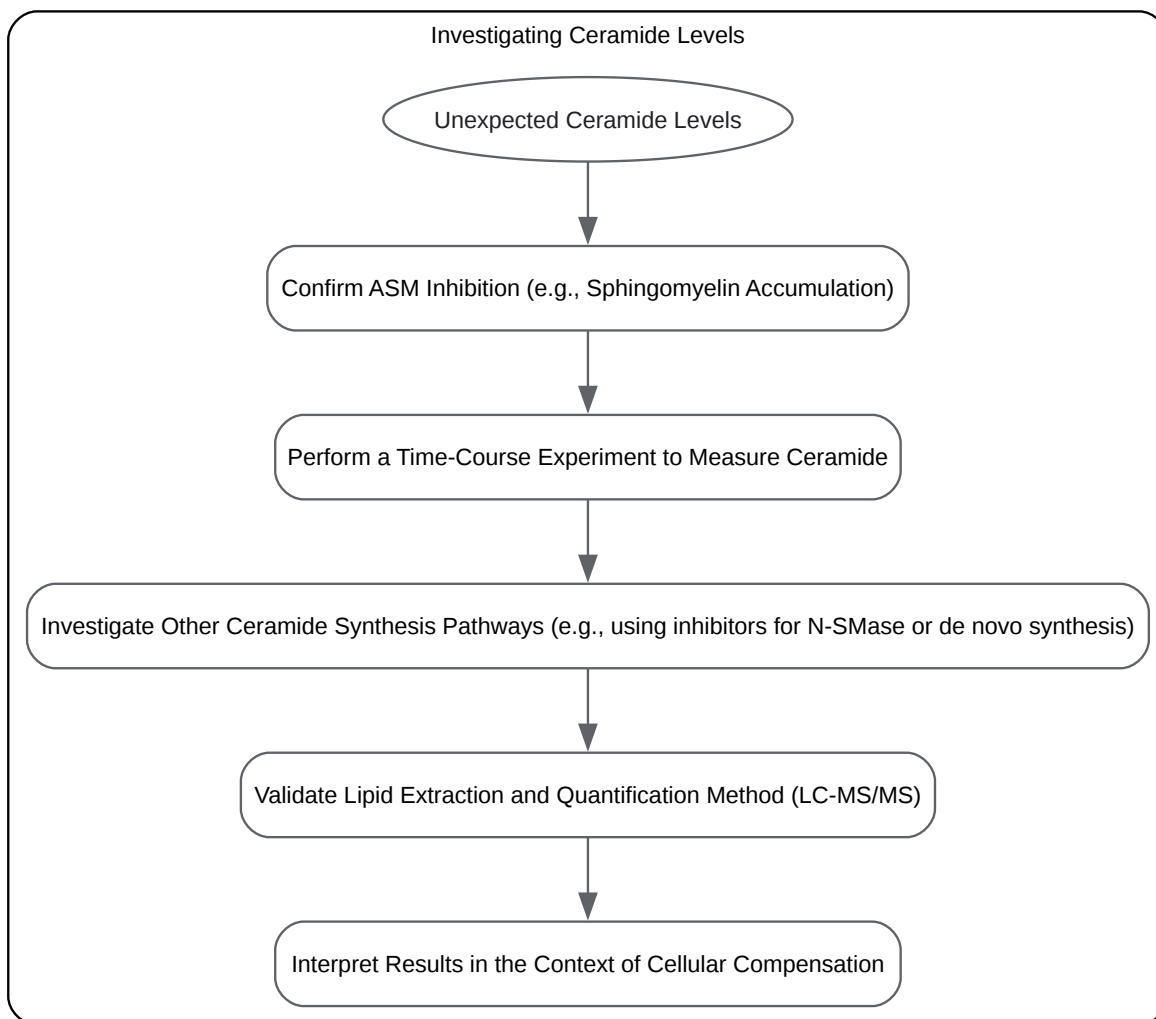 Investigating Ceramide Levels
Unexpected Ceramide Levels
Confirm ASM Inhibition (e.g., Sphingomyelin Accumulation)
Perform a Time-Course Experiment to Measure Ceramide
Investigate Other Ceramide Synthesis Pathways (e.g., using inhibitors for N-SMase or de novo synthesis)
Validate Lipid Extraction and Quantification Method (LC-MS/MS)
Interpret Results in the Context of Cellular Compensation